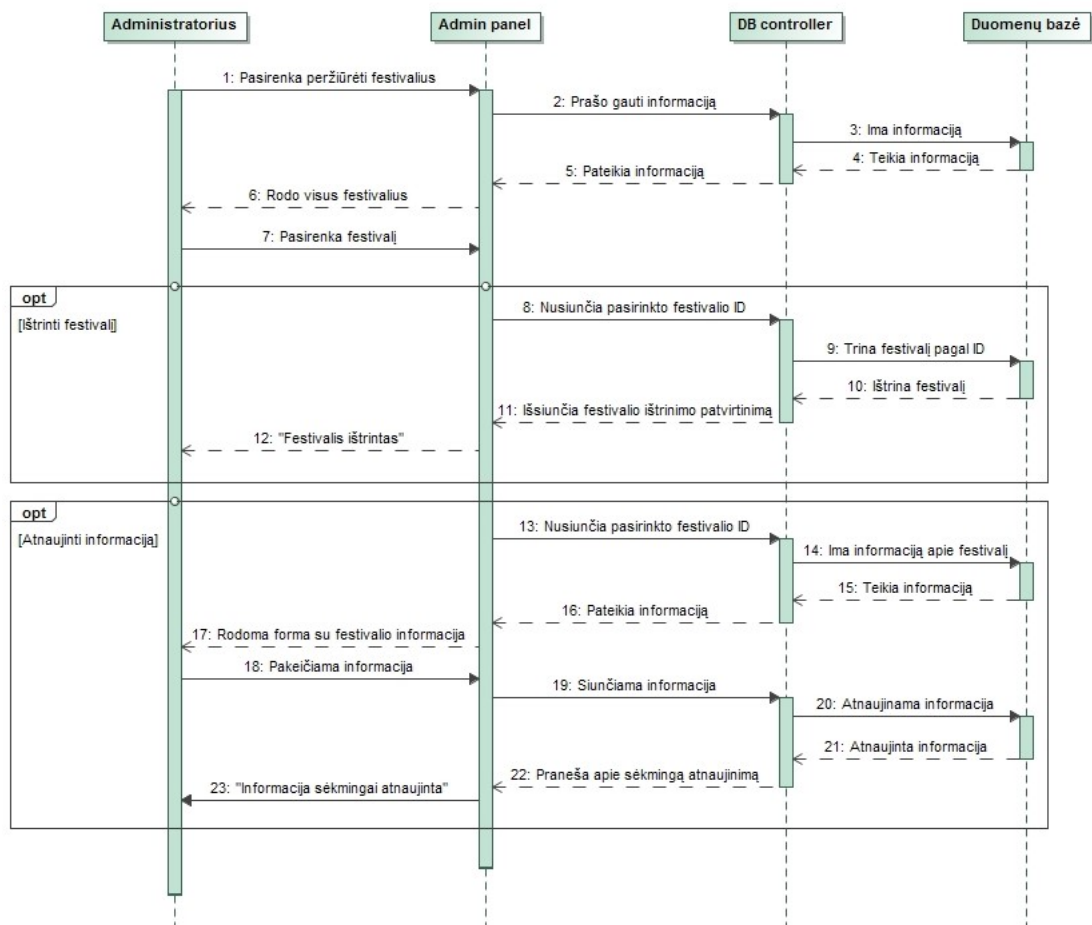 Administratorius
Admin panel
DB controller
Duomenų bazė
1: Pasirenka peržiūrėti festivalius
2: Prašo gauti informaciją
3: Ima informaciją
4: Teikia informaciją
5: Pateikia informaciją
6: Rodo visus festivalius
7: Pasirenka festivalį
opt
[Ištrinti festivalį]
8: Nusiunčia pasirinkto festivalio ID
9: Trina festivalį pagal ID
10: Ištrina festivalį
11: Išsiunčia festivalio ištrinimo patvirtinimą
12: "Festivalis ištrintas"
opt
[Atnaujinti informaciją]
13: Nusiunčia pasirinkto festivalio ID
14: Ima informaciją apie festivalį
15: Teikia informaciją
16: Pateikia informaciją
17: Rodoma forma su festivalio informacija
18: Pakeičiama informacija
19: Siunčiama informacija
20: Atnaujinama informacija
21: Atnaujinta informacija
22: Praneša apie sėkmingą atnaujinimą
23: "Informacija sėkmingai atnaujinta"